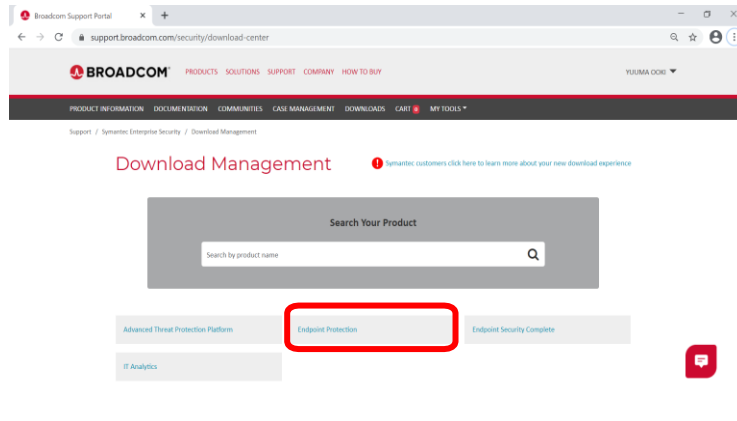 Broadcom Support Portal
support.broadcom.com/security/download-center
BROADCOM PRODUCTS SOLUTIONS SUPPORT COMPANY HOW TO BUY YUUMA OOKI
PRODUCT INFORMATION DOCUMENTATION COMMUNITIES CASE MANAGEMENT DOWNLOADS CART 0 MY TOOLS
Support / Symantec Enterprise Security / Download Management
Download Management
Symantec customers click here to learn more about your new download experience
Search Your Product
Search by product name
Advanced Threat Protection Platform Endpoint Protection Endpoint Security Complete
IT Analytics